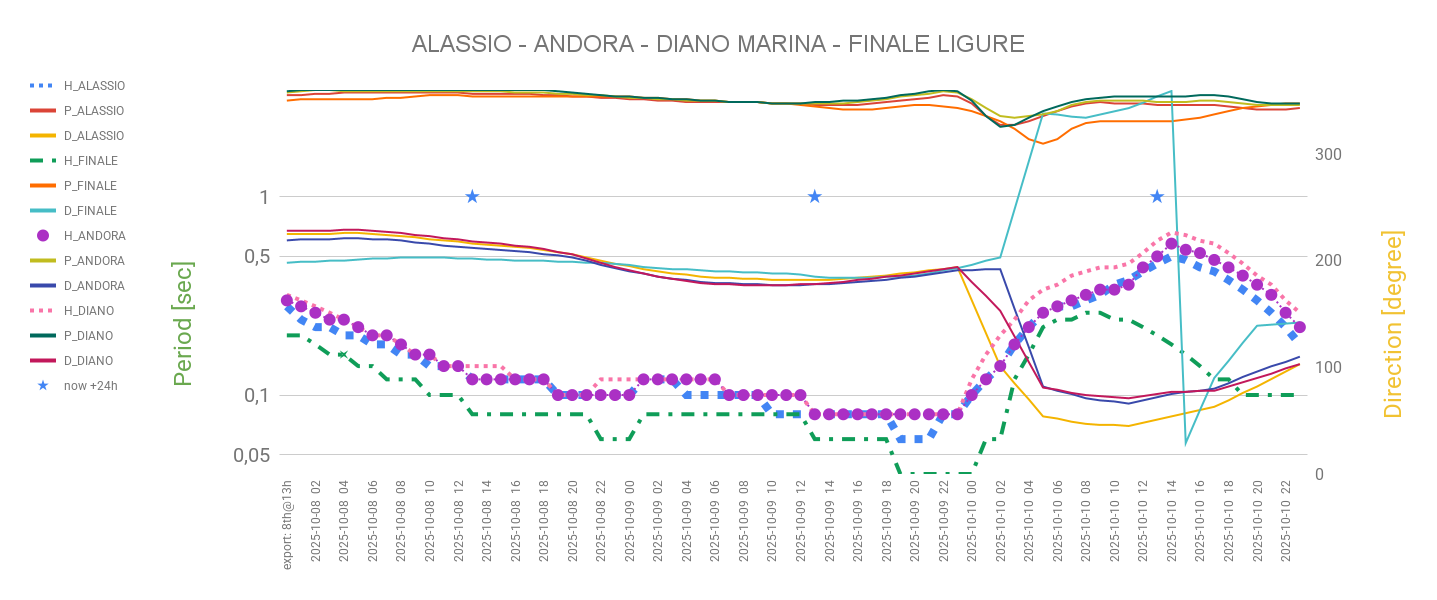 ALASSIO - ANDORA - DIANO MARINA - FINALE LIGURE
H_ALASSIO
P_ALASSIO
D_ALASSIO
H_FINALE
P_FINALE
D_FINALE
H_ANDORA
P_ANDORA
D_ANDORA
H_DIANO
P_DIANO
D_DIANO
now +24h
Period [sec]
1
0,5
0,1
0,05
300
200
100
0
Direction [degree]
export: 8th@13h
2025-10-08 02
2025-10-08 04
2025-10-08 06
2025-10-08 08
2025-10-08 10
2025-10-08 12
2025-10-08 14
2025-10-08 16
2025-10-08 18
2025-10-08 20
2025-10-08 22
2025-10-09 00
2025-10-09 02
2025-10-09 04
2025-10-09 06
2025-10-09 08
2025-10-09 10
2025-10-09 12
2025-10-09 14
2025-10-09 16
2025-10-09 18
2025-10-09 20
2025-10-09 22
2025-10-10 00
2025-10-10 02
2025-10-10 04
2025-10-10 06
2025-10-10 08
2025-10-10 10
2025-10-10 12
2025-10-10 14
2025-10-10 16
2025-10-10 18
2025-10-10 20
2025-10-10 22